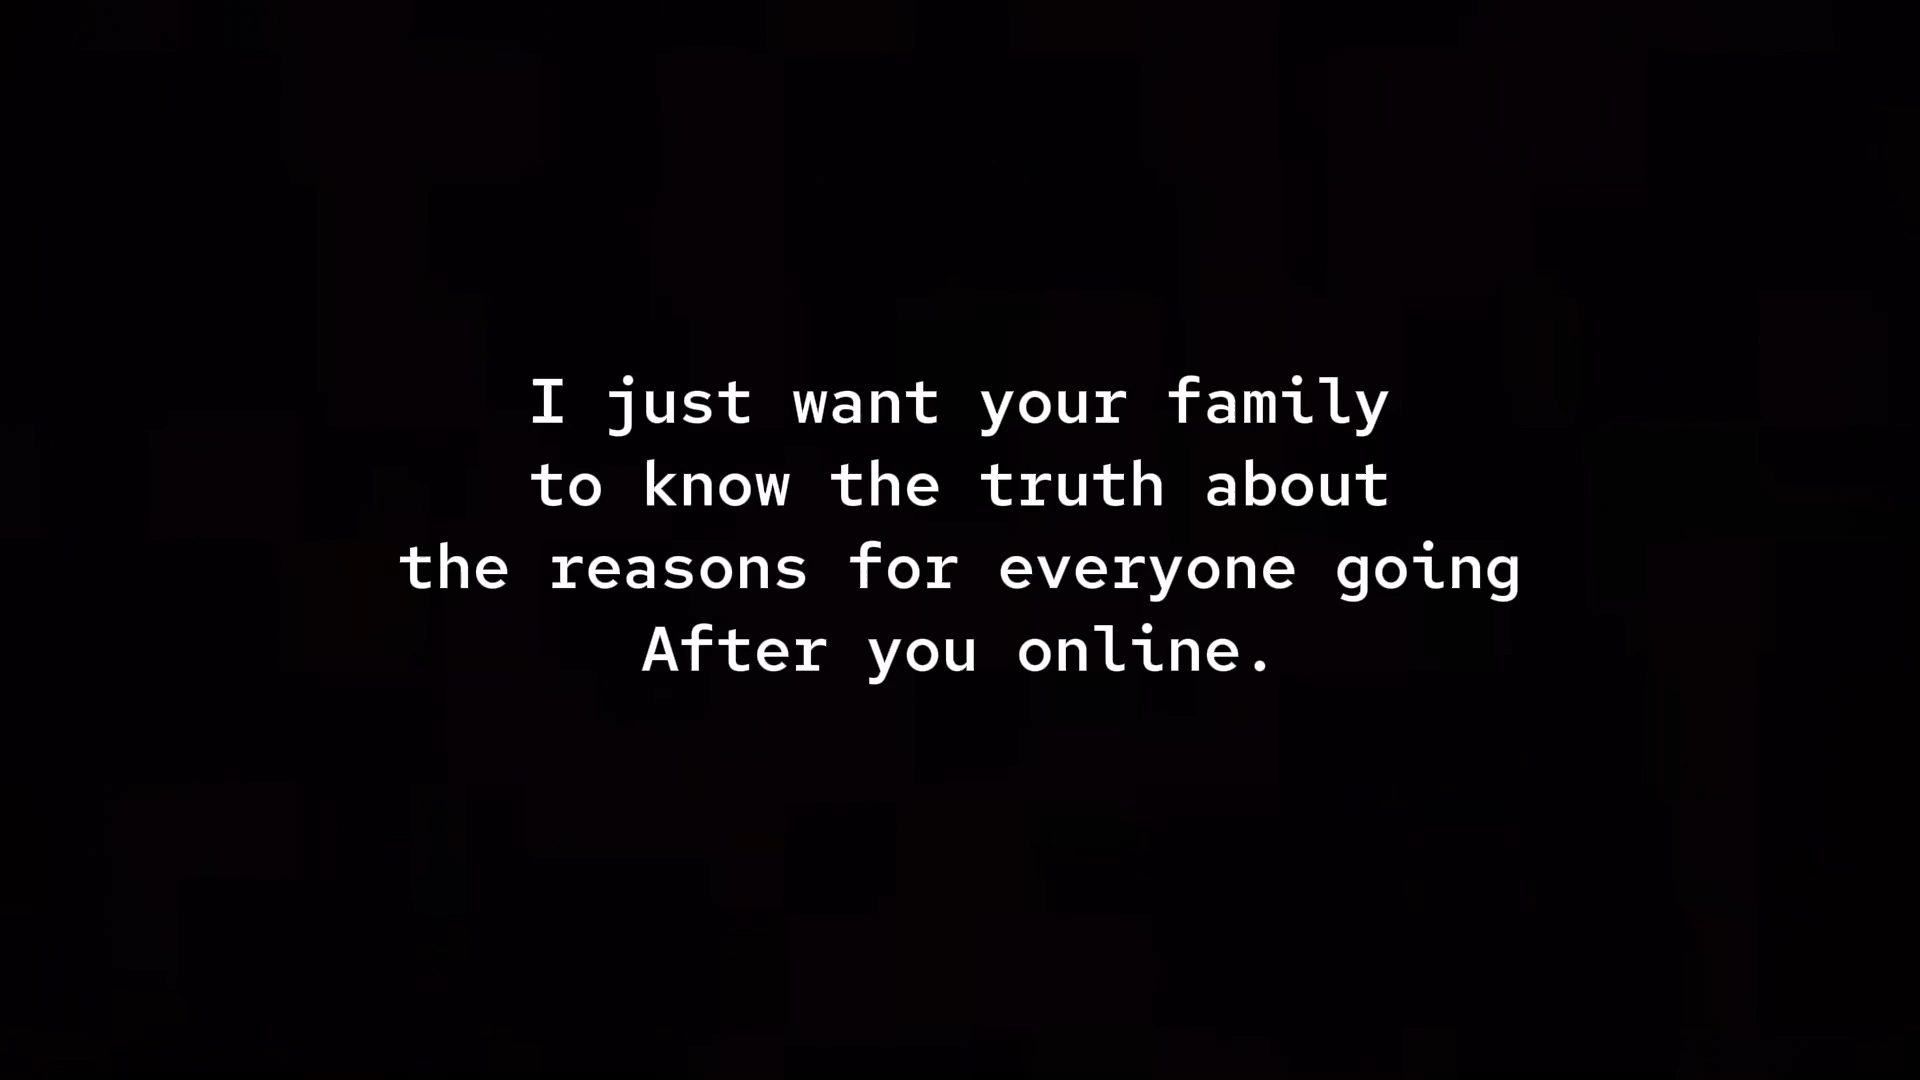 I just want your family
to know the truth about
the reasons for everyone going
After you online.